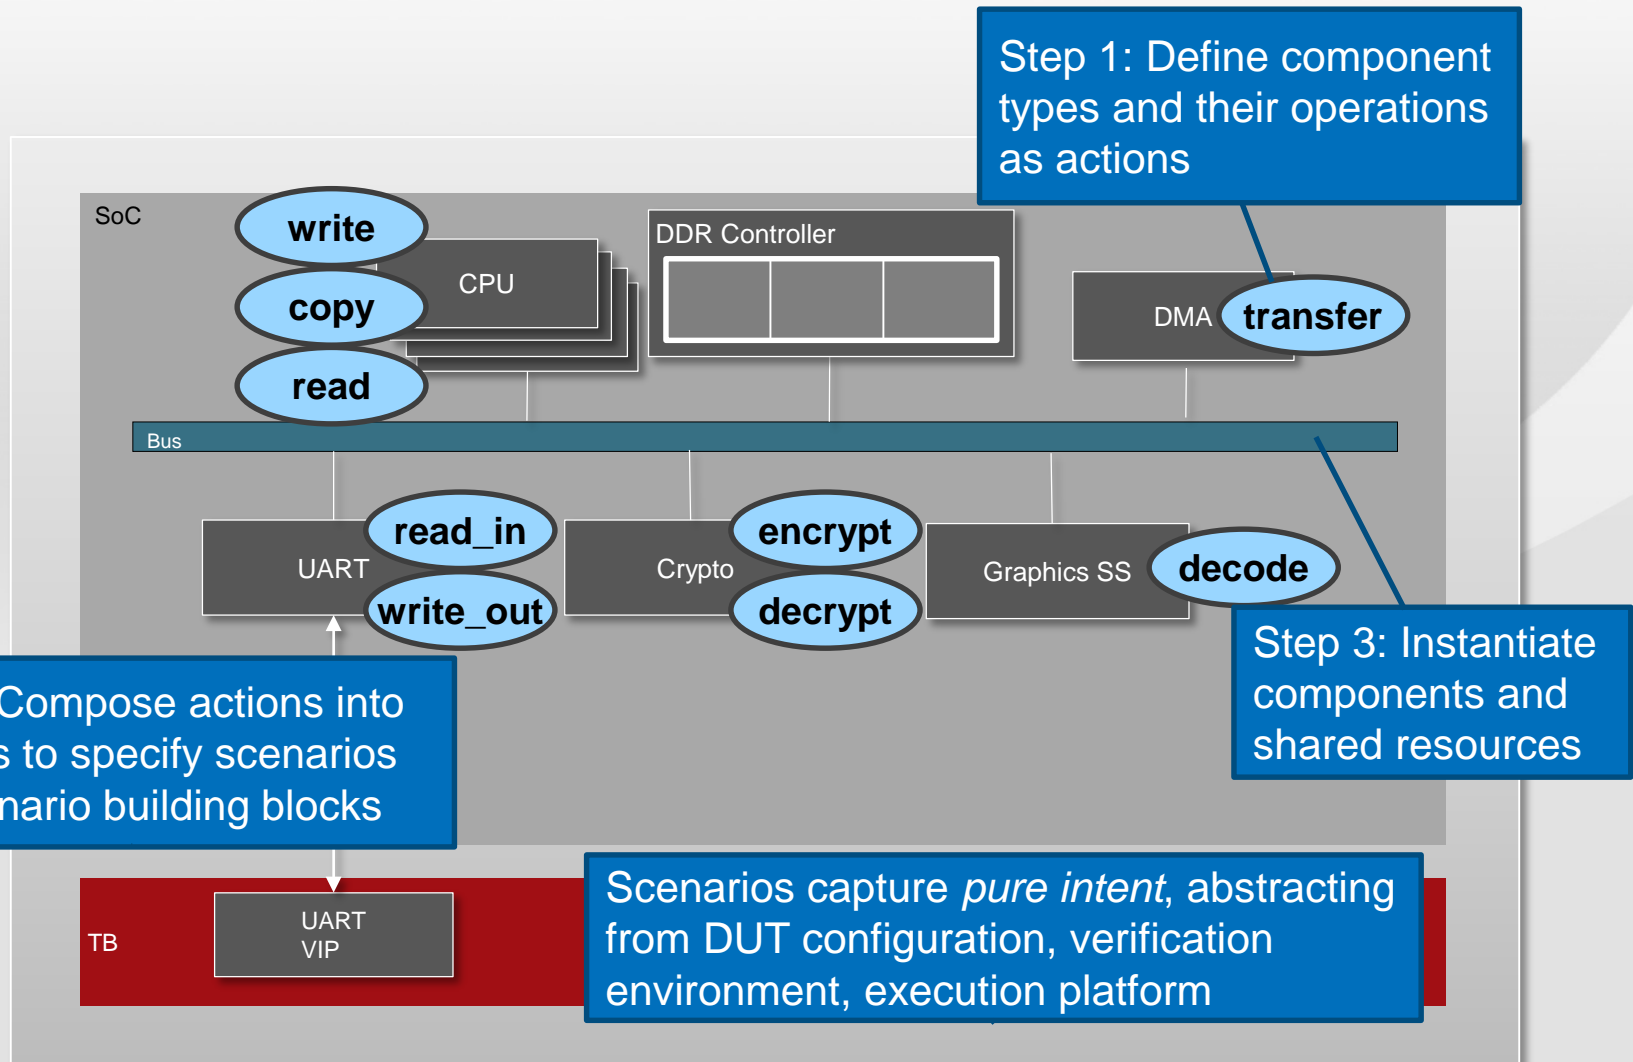 Step 1: Define component
types and their operations
as actions
SoC
write
copy
read
CPU
DDR Controller
DMA
transfer
Bus
UART
read_in
write_out
Crypto
encrypt
decrypt
Graphics SS
decode
Step 3: Instantiate
components and
shared resources
Compose actions into
s to specify scenarios
nario building blocks
TB
UART
VIP
Scenarios capture pure intent, abstracting
from DUT configuration, verification
environment, execution platform